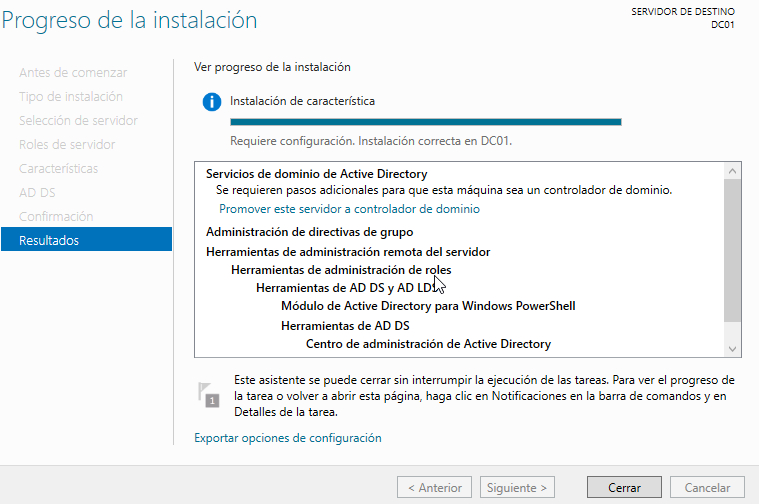 Progreso de la instalación
SERVIDOR DE DESTINO
DC01
Antes de comenzar
Tipo de instalación
Selección de servidor
Roles de servidor
Características
AD DS
Confirmación
Resultados
Ver progreso de la instalación
Instalación de característica
Requiere configuración. Instalación correcta en DC01.
Servicios de dominio de Active Directory
Se requieren pasos adicionales para que esta máquina sea un controlador de dominio.
Promover este servidor a controlador de dominio
Administración de directivas de grupo
Herramientas de administración remota del servidor
Herramientas de administración de roles
Herramientas de AD DS y AD LDS
Módulo de Active Directory para Windows PowerShell
Herramientas de AD DS
Centro de administración de Active Directory
1
Este asistente se puede cerrar sin interrumpir la ejecución de las tareas. Para ver el progreso de
la tarea o volver a abrir esta página, haga clic en Notificaciones en la barra de comandos y en
Detalles de la tarea.
Exportar opciones de configuración
< Anterior
Siguiente >
Cerrar
Cancelar